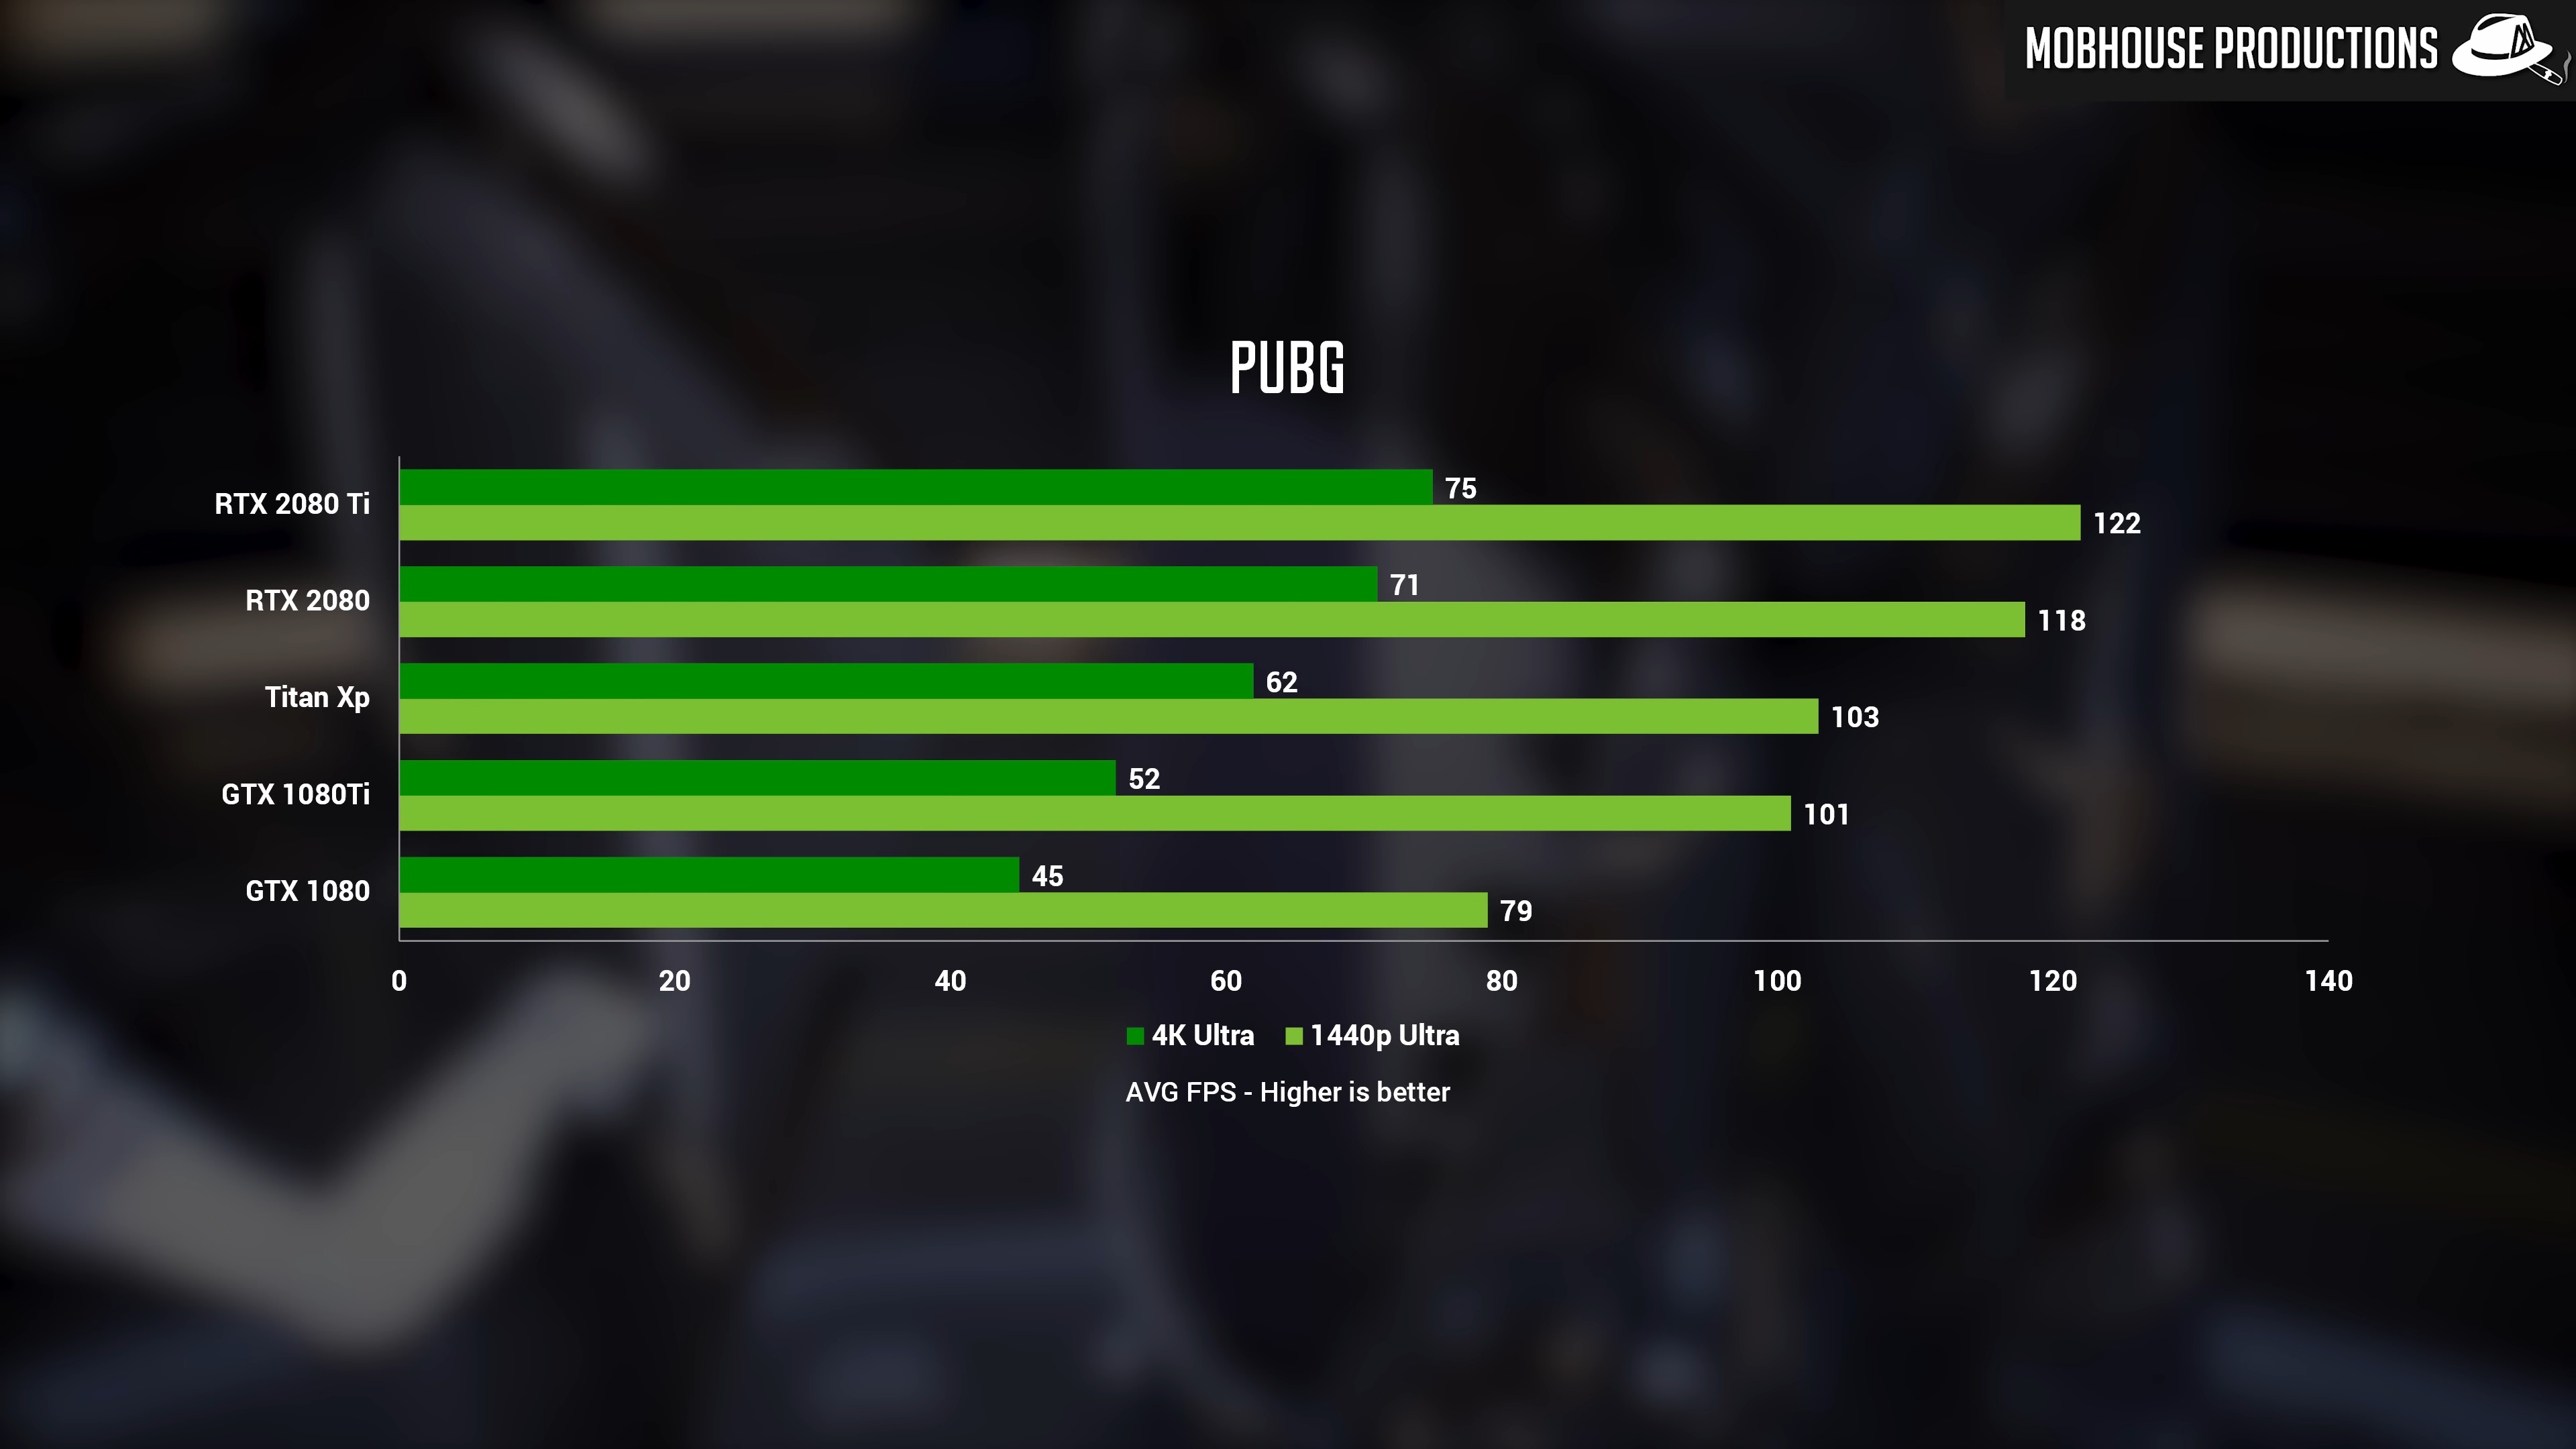 MOBHOUSE PRODUCTIONS
PUBG
RTX 2080 Ti
75
122
RTX 2080
71
118
Titan Xp
62
103
GTX 1080Ti
52
101
GTX 1080
45
79
0 20 40 60 80 100 120 140
4K Ultra 1440p Ultra
AVG FPS - Higher is better